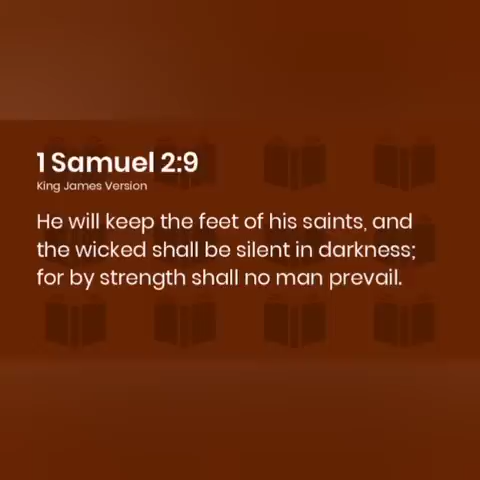 1 Samuel 2:9
King James Version
He will keep the feet of his saints, and
the wicked shall be silent in darkness;
for by strength shall no man prevail.